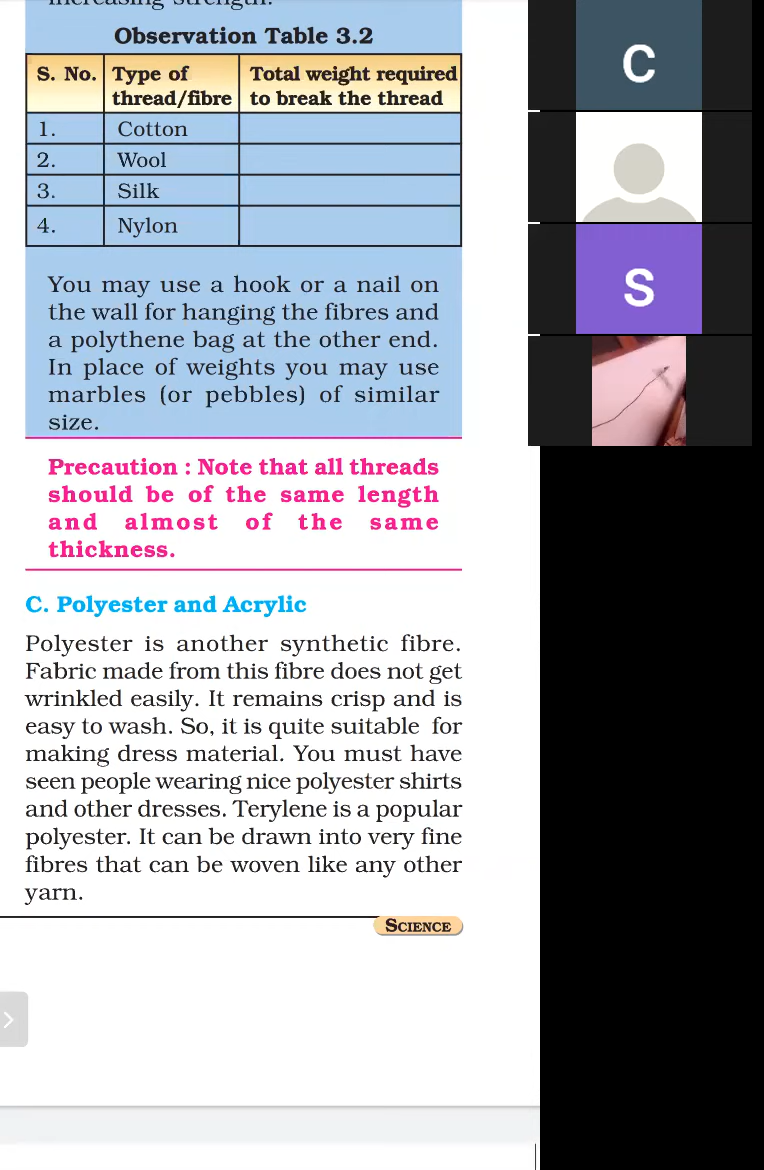 increasing strength.
Observation Table 3.2
S. No. Type of Total weight required
thread/fibre to break the thread
1. Cotton
2. Wool
3. Silk
4. Nylon
You may use a hook or a nail on
the wall for hanging the fibres and
a polythene bag at the other end.
In place of weights you may use
marbles (or pebbles) of similar
size.
Precaution : Note that all threads
should be of the same length
and almost of the same
thickness.
C. Polyester and Acrylic
Polyester is another synthetic fibre.
Fabric made from this fibre does not get
wrinkled easily. It remains crisp and is
easy to wash. So, it is quite suitable for
making dress material. You must have
seen people wearing nice polyester shirts
and other dresses. Terylene is a popular
polyester. It can be drawn into very fine
fibres that can be woven like any other
yarn.
SCIENCE
C
S